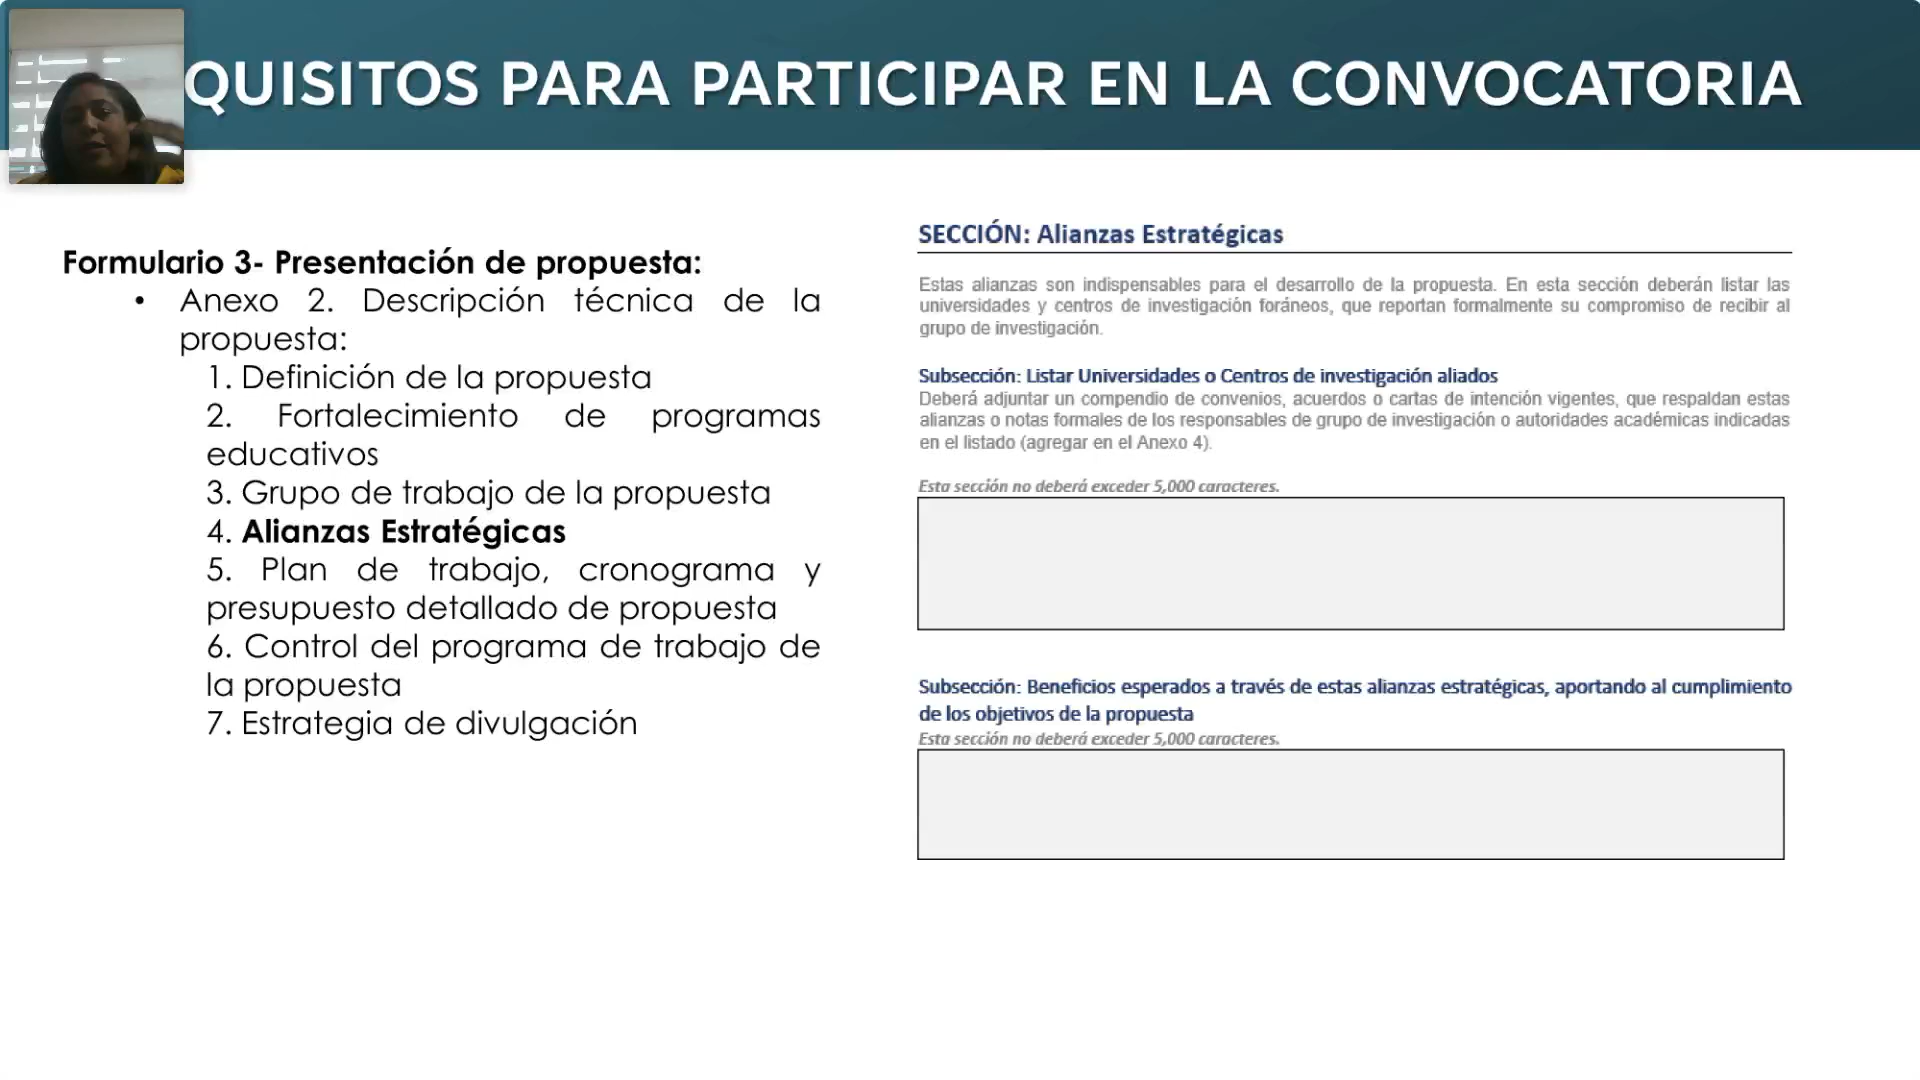 QUISITOS PARA PARTICIPAR EN LA CONVOCATORIA
Formulario 3- Presentación de propuesta:
• Anexo 2. Descripción técnica de la
propuesta:
1. Definición de la propuesta
2. Fortalecimiento de programas
educativos
3. Grupo de trabajo de la propuesta
4. Alianzas Estratégicas
5. Plan de trabajo, cronograma y
presupuesto detallado de propuesta
6. Control del programa de trabajo de
la propuesta
7. Estrategia de divulgación
SECCIÓN: Alianzas Estratégicas
Estas alianzas son indispensables para el desarrollo de la propuesta. En esta sección deberán listar las
universidades y centros de investigación foráneos, que reportan formalmente su compromiso de recibir al
grupo de investigación.
Subsección: Listar Universidades o Centros de investigación aliados
Deberá adjuntar un compendio de convenios, acuerdos o cartas de intención vigentes, que respaldan estas
alianzas o notas formales de los responsables de grupo de investigación o autoridades académicas indicadas
en el listado (agregar en el Anexo 4).
Esta sección no deberá exceder 5,000 caracteres.
Subsección: Beneficios esperados a través de estas alianzas estratégicas, aportando al cumplimiento
de los objetivos de la propuesta
Esta sección no deberá exceder 5,000 caracteres.